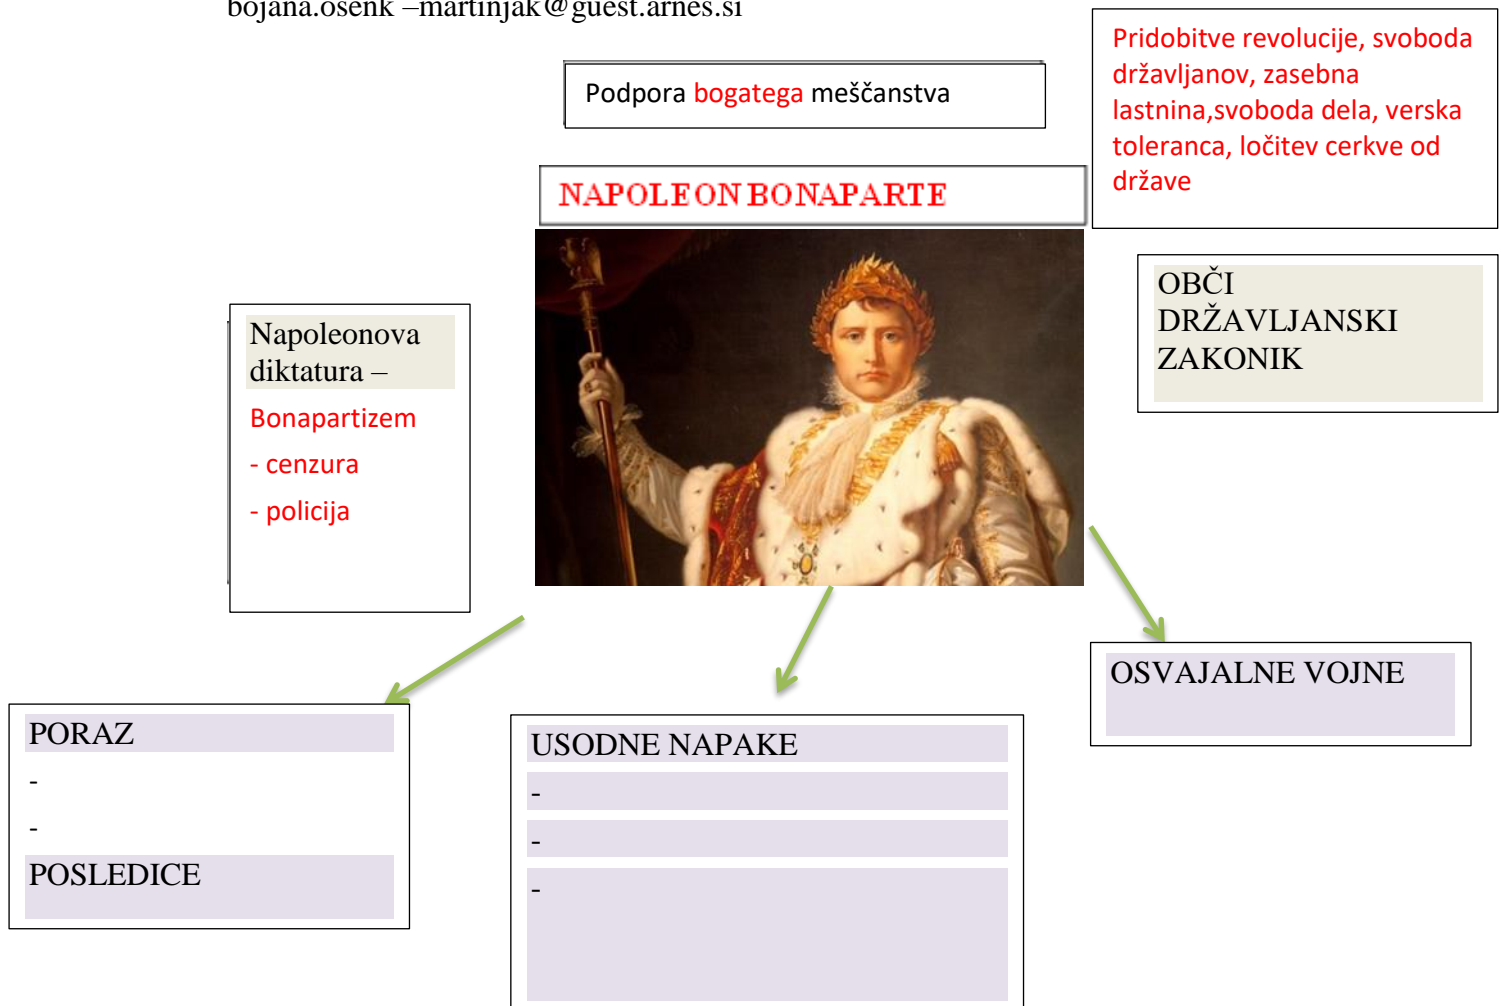 bojana.osenk –martinjak@guest.arnes.si
Podpora bogatega meščanstva
Pridobitve revolucije, svoboda
državljanov, zasebna
lastnina,svoboda dela, verska
toleranca, ločitev cerkve od
države
NAPOLEON BONAPARTE
OBČI
DRŽAVLJANSKI
ZAKONIK
Napoleonova
diktatura –
Bonapartizem
- cenzura
- policija
OSVAJALNE VOJNE
PORAZ
-
-
POSLEDICE
USODNE NAPAKE
-
-
-